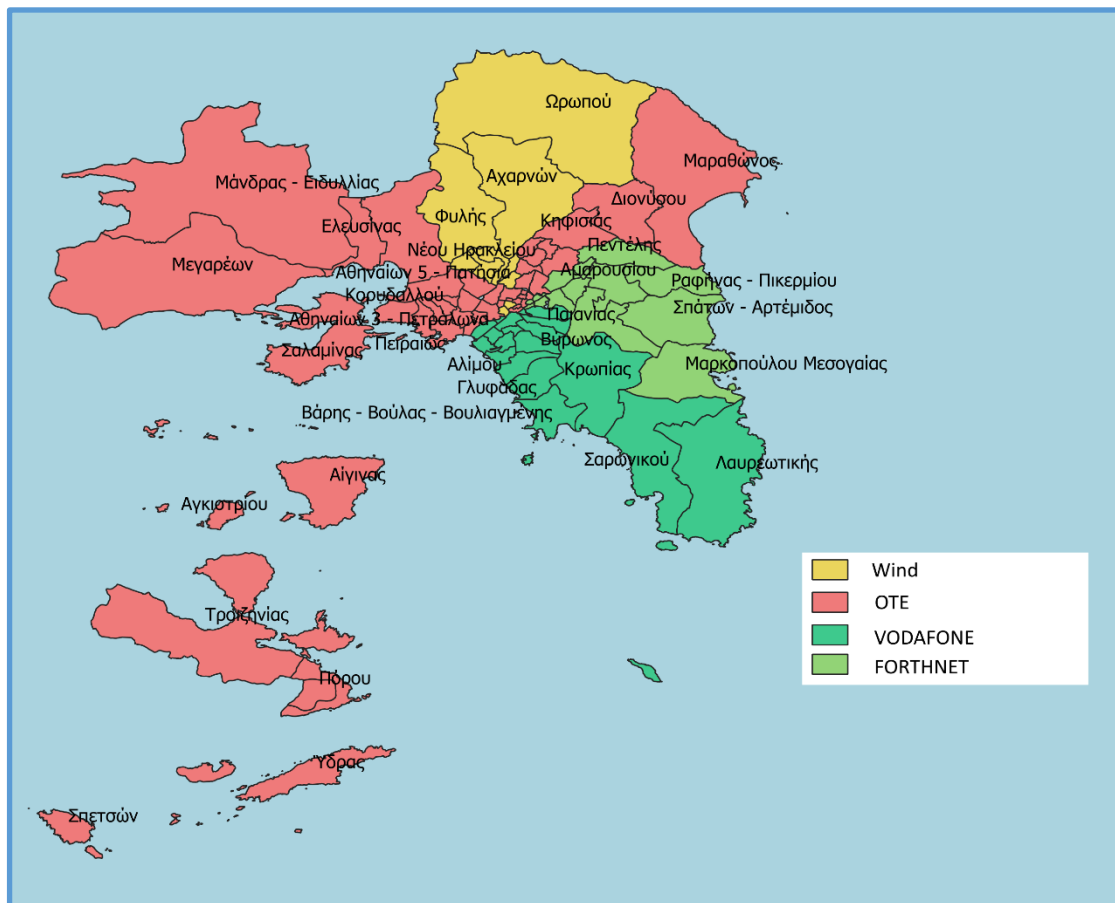 Ωρωπού
Μαραθώνος
Μάνδρας - Ειδυλλίας
Αχαρνών
Διονύσου
Φυλής
Κηφισιάς
Ελευσίνας
Νέου Ηρακλείου
Πεντέλης
Μεγαρέων
Αθηναίων 5 - Πατήσια
Αμαρουσίου
Ραφήνας - Πικερμίου
Κορυδαλλού
Σπάτων - Αρτέμιδος
Αθηναίων 3 - Πετράλωνα
Παιανίας
Πειραιώς
Βύρωνος
Σαλαμίνας
Αλίμου
Κρωπίας
Μαρκοπούλου Μεσογαίας
Γλυφάδας
Βάρης - Βούλας - Βουλιαγμένης
Σαρωνικού
Λαυρεωτικής
Αίγινας
Αγκιστρίου
Τροιζηνίας
Πόρου
Ύδρας
Σπετσών
Wind
OTE
VODAFONE
FORTHNET